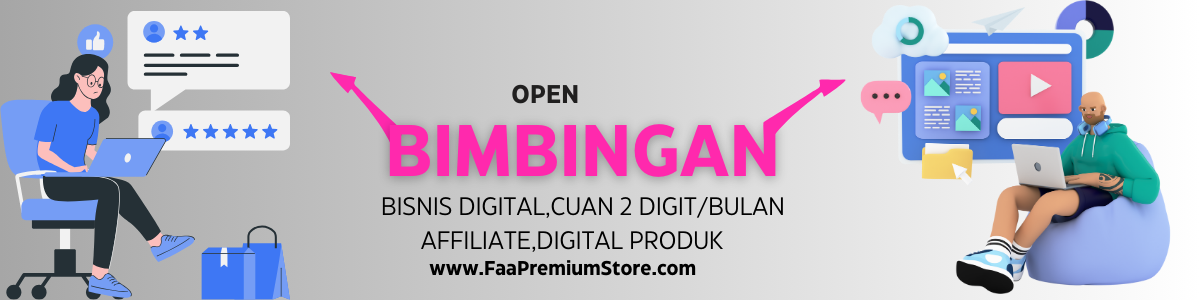 OPEN
BIMBINGAN
BISNIS DIGITAL,CUAN 2 DIGIT/BULAN
AFFILIATE,DIGITAL PRODUK
www.FaaPremiumStore.com